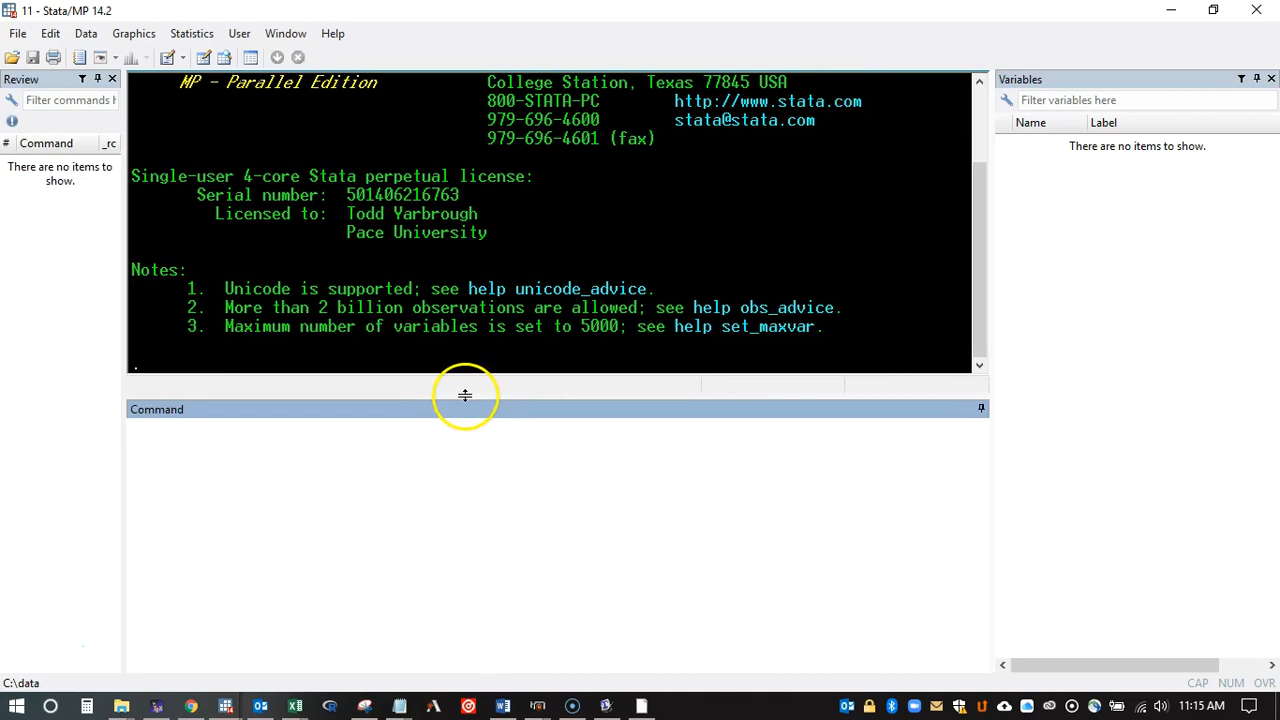 11 - Stata/MP 14.2
File Edit Data Graphics Statistics User Window Help
Review
Filter commands h
# Command _rc
There are no items to
show.
MP - Parallel Edition College Station, Texas 77845 USA
800-STATA-PC http://www.stata.com
979-696-4600 stata@stata.com
979-696-4601 (fax)
Single-user 4-core Stata perpetual license:
Serial number: 501406216763
Licensed to: Todd Yarbrough
Pace University
Notes:
1. Unicode is supported; see help unicode_advice.
2. More than 2 billion observations are allowed; see help obs_advice.
3. Maximum number of variables is set to 5000; see help set_maxvar.
.
Command
Variables
Filter variables here
Name Label
There are no items to show.
C:\data
CAP NUM OVR
11:15 AM